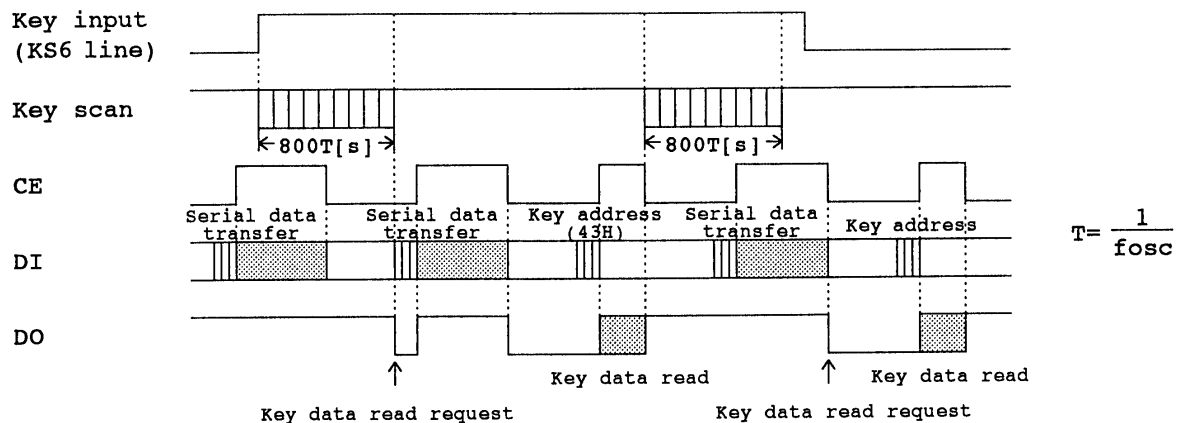 Key input
(KS6 line)
Key scan
800T[s]
800T[s]
CE
Serial data
transfer
Serial data
transfer
Key address
(43H)
Serial data
transfer
Key address
T= 1
fosc
DI
DO
Key data read
Key data read
Key data read request
Key data read request